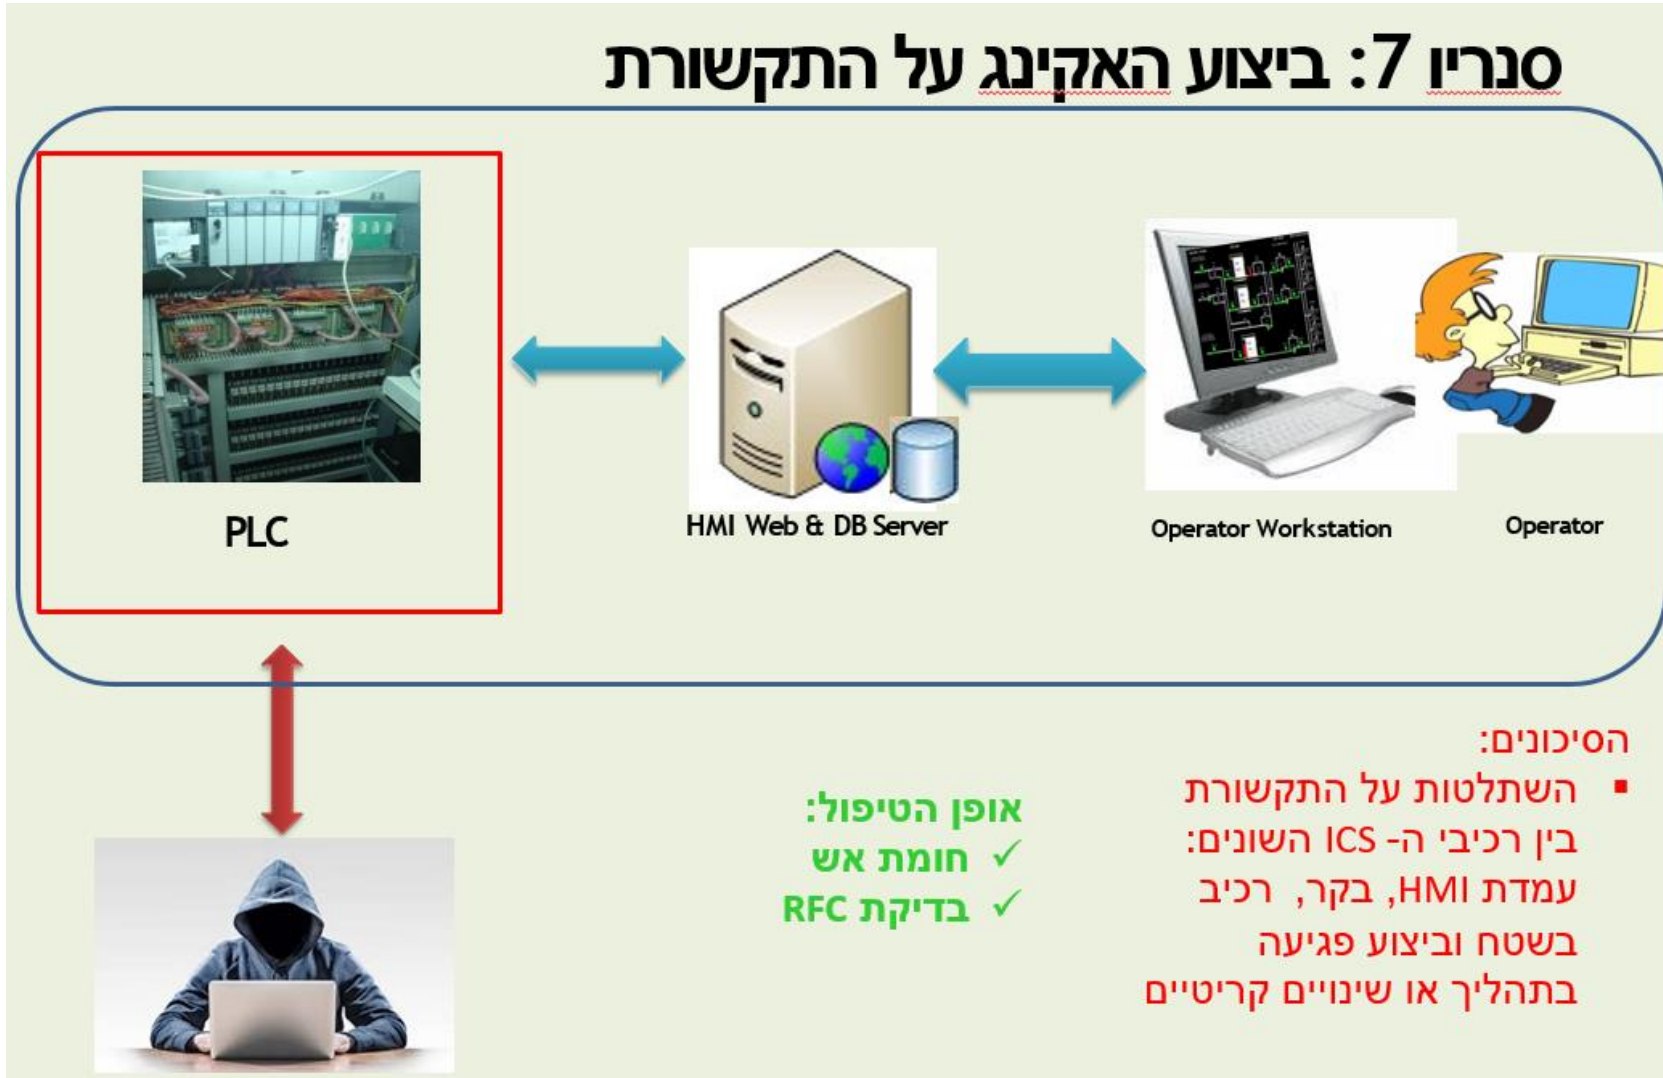 סנריו 7: ביצוע האקינג על התקשורת
PLC
HMI Web & DB Server
Operator Workstation
Operator
הסיכונים:
▪ השתלטות על התקשורת
בין רכיבי ה- ICS השונים:
עמדת HMI, בקר, רכיב
בשטח וביצוע פגיעה
בתהליך או שינויים קריטיים
אופן הטיפול:
✓ חומת אש
✓ בדיקת RFC